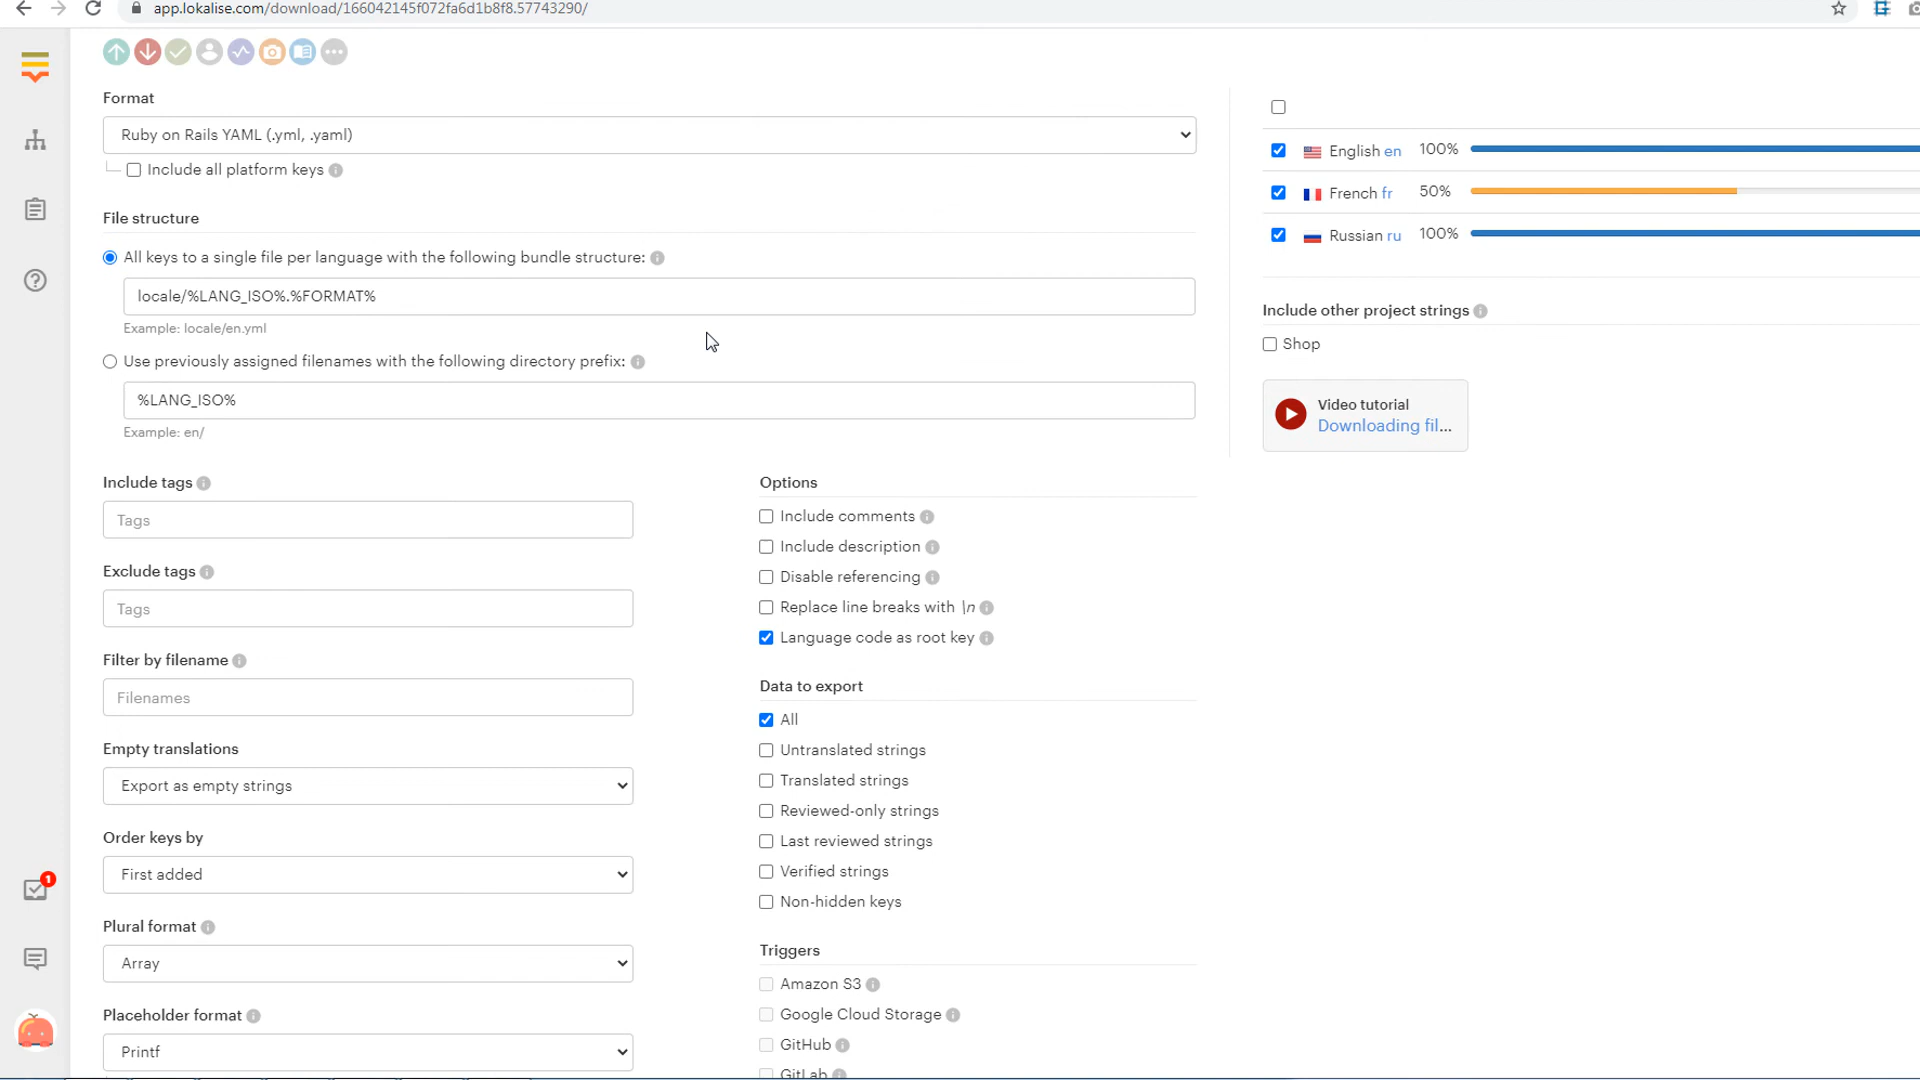 app.lokalise.com/download/166042145f072fa6d1b8f8.57743290/
Format
Ruby on Rails YAML (.yml, .yaml)
Include all platform keys
File structure
All keys to a single file per language with the following bundle structure:
locale/%LANG_ISO%.%FORMAT%
Example: locale/en.yml
Use previously assigned filenames with the following directory prefix:
%LANG_ISO%
Example: en/
Include tags
Tags
Exclude tags
Tags
Filter by filename
Filenames
Empty translations
Export as empty strings
Order keys by
First added
Plural format
Array
Placeholder format
Printf
Options
Include comments
Include description
Disable referencing
Replace line breaks with \n
Language code as root key
Data to export
All
Untranslated strings
Translated strings
Reviewed-only strings
Last reviewed strings
Verified strings
Non-hidden keys
Triggers
Amazon S3
Google Cloud Storage
GitHub
GitLab
English en 100%
French fr 50%
Russian ru 100%
Include other project strings
Shop
Video tutorial
Downloading fil...
1